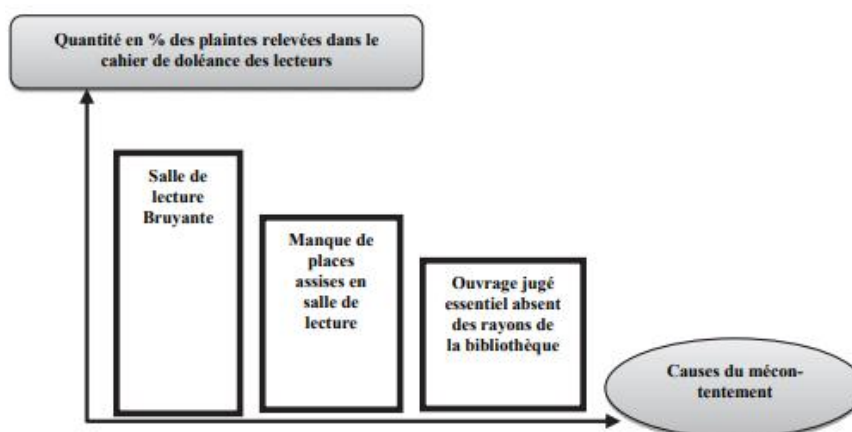 Quantité en % des plaintes relevées dans le
cahier de doléance des lecteurs
Salle de
lecture
Bruyante
Manque de
places
assises en
salle de
lecture
Ouvrage jugé
essentiel absent
des rayons de
la bibliothèque
Causes du mécon-
tentement